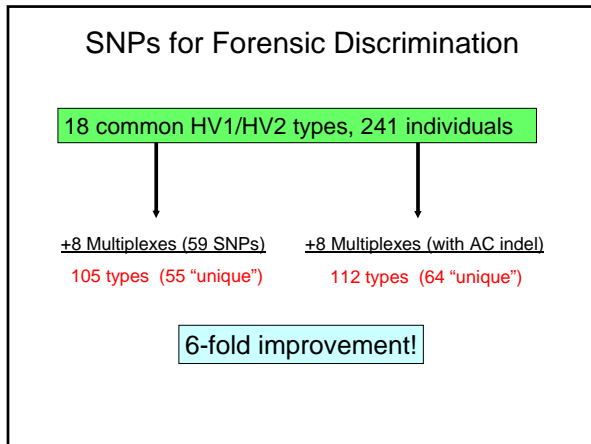 SNPs for Forensic Discrimination
18 common HV1/HV2 types, 241 individuals
+8 Multiplexes (59 SNPs)
105 types  (55 “unique”)
+8 Multiplexes (with AC indel)
112 types  (64 “unique”)
6-fold improvement!